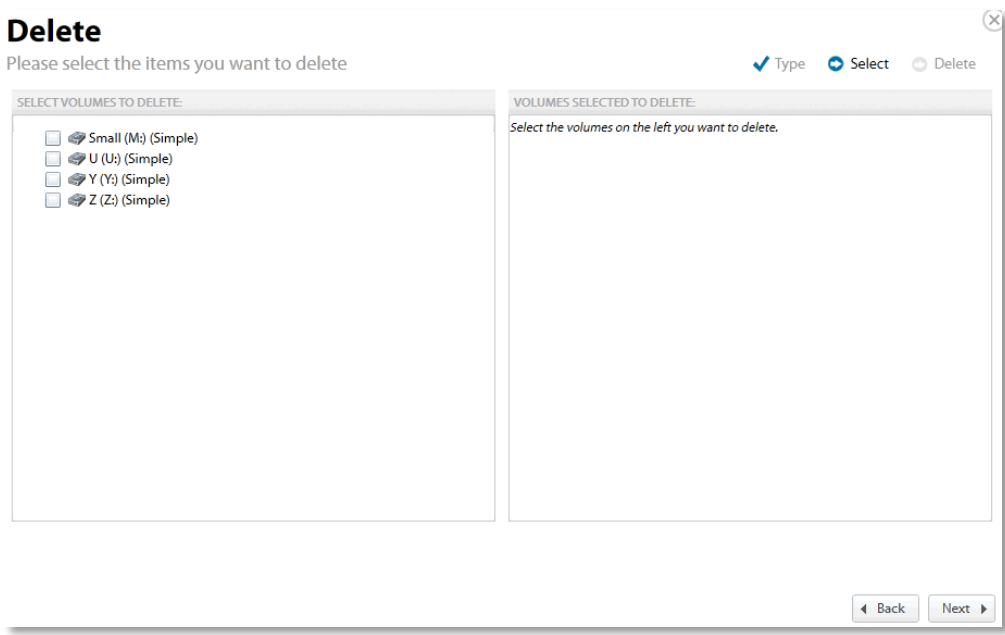 Delete
Please select the items you want to delete
Type Select Delete
SELECT VOLUMES TO DELETE:
Small (M:) (Simple)
U (U:) (Simple)
Y (Y:) (Simple)
Z (Z:) (Simple)
VOLUMES SELECTED TO DELETE:
Select the volumes on the left you want to delete.
Back Next